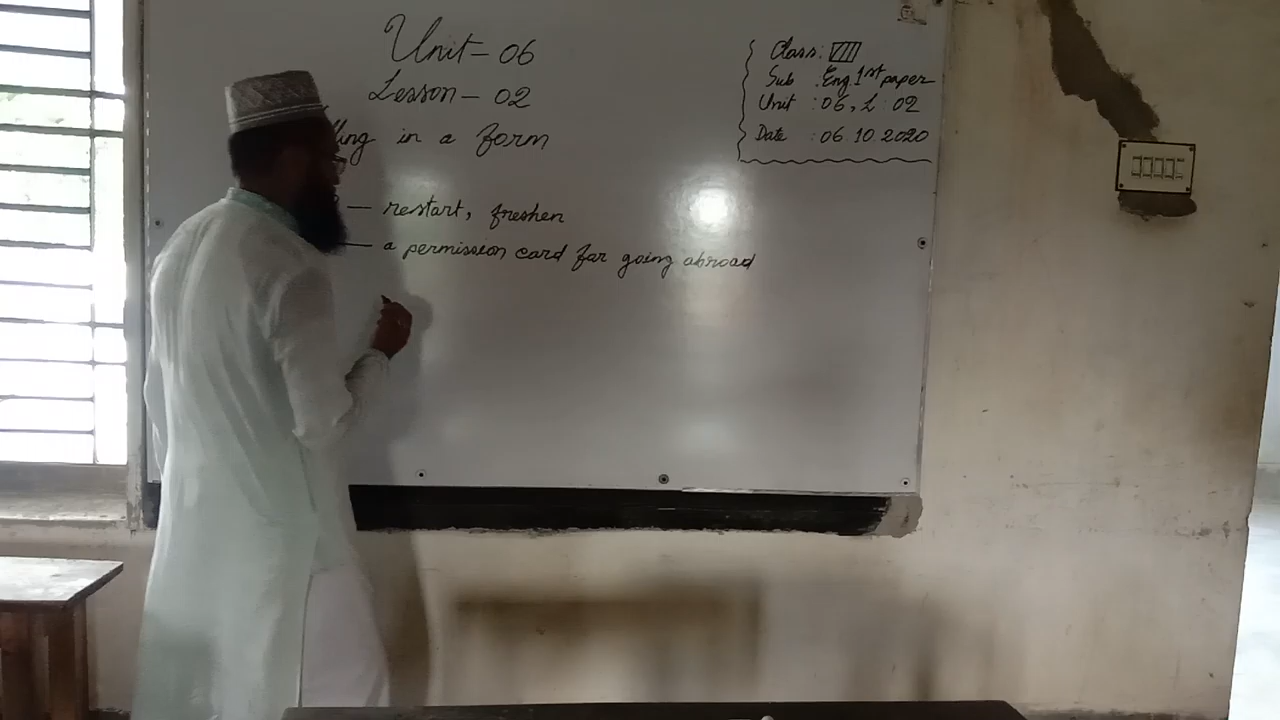 Unit - 06
Lesson - 02
lling in a form
— restart, freshen
— a permission card for going abroad
Class : VIII
Sub : Eng 1st paper
Unit : 06, L : 02
Date : 06.10.2020